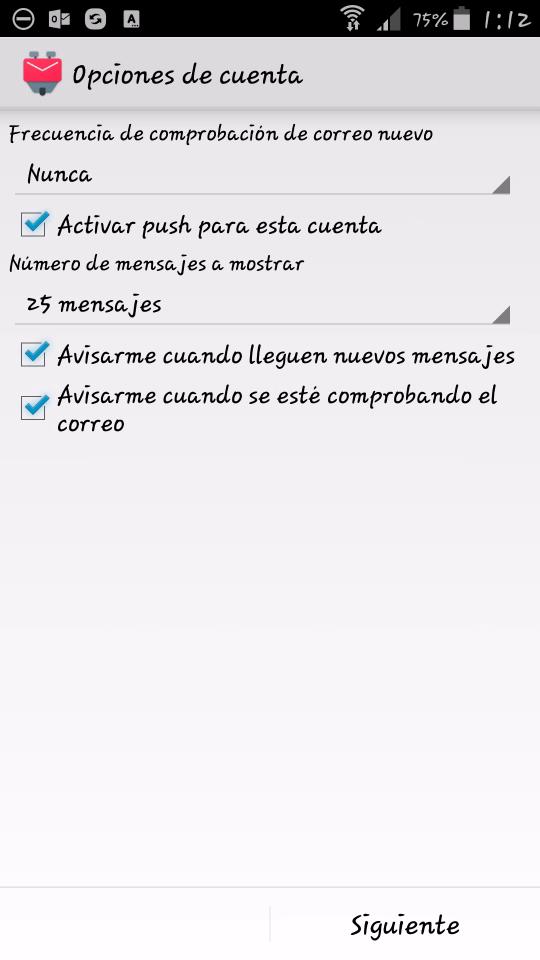 75% 1:12
Opciones de cuenta
Frecuencia de comprobación de correo nuevo
Nunca
Activar push para esta cuenta
Número de mensajes a mostrar
25 mensajes
Avisarme cuando lleguen nuevos mensajes
Avisarme cuando se esté comprobando el
correo
Siguiente